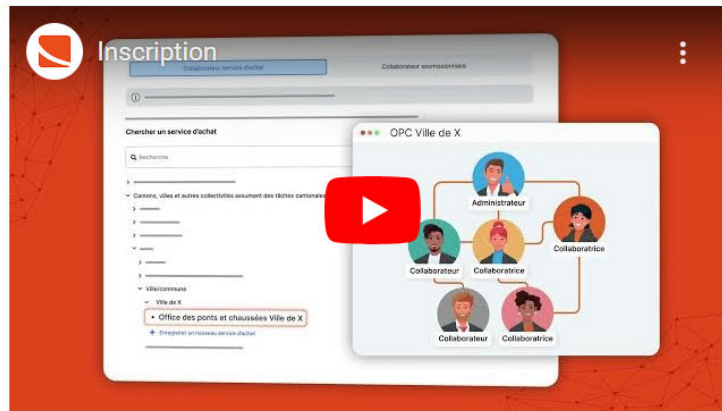 Inscription
Collaborateur service d'achat
Collaborateur soumissionnaire
Chercher un service d'achat
Recherche
Cantons, villes et autres collectivités assumant des tâches cantonales
Ville/commune
Ville de X
Office des ponts et chaussées Ville de X
Enregistrer un nouveau service d'achat
OPC Ville de X
Administrateur
Collaboratrice
Collaborateur
Collaboratrice
Collaborateur
Collaboratrice